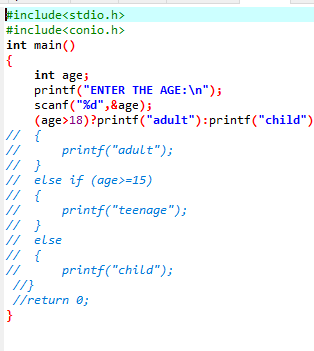 #include<stdio.h>
#include<conio.h>
int main()
{
    int age;
    printf("ENTER THE AGE:\n");
    scanf("%d",&age);
    (age>18)?printf("adult"):printf("child")
//  {
//      printf("adult");
//  }
//  else if (age>=15)
//  {
//      printf("teenage");
//  }
//  else
//  {
//      printf("child");
 //}
 //return 0;
}